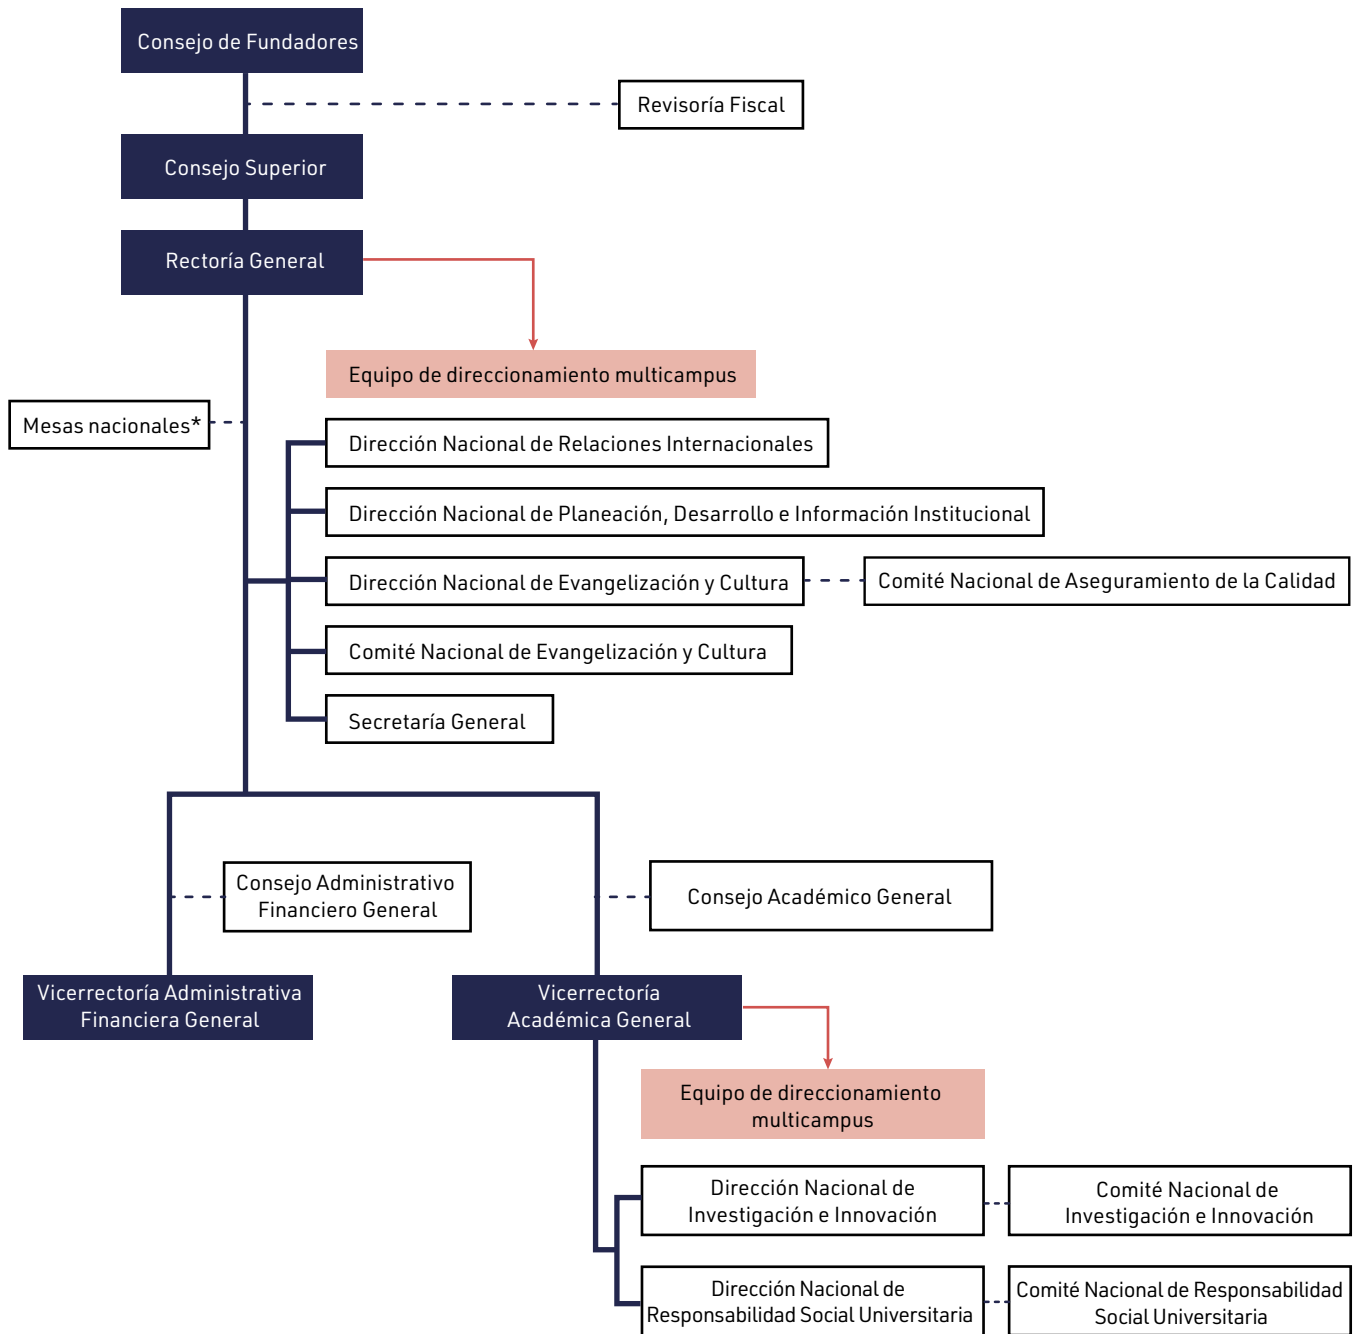 Consejo de Fundadores
Revisoría Fiscal
Consejo Superior
Rectoría General
Equipo de direccionamiento multicampus
Mesas nacionales*
Dirección Nacional de Relaciones Internacionales
Dirección Nacional de Planeación, Desarrollo e Información Institucional
Dirección Nacional de Evangelización y Cultura
Comité Nacional de Aseguramiento de la Calidad
Comité Nacional de Evangelización y Cultura
Secretaría General
Consejo Administrativo
Financiero General
Consejo Académico General
Vicerrectoría Administrativa
Financiera General
Vicerrectoría
Académica General
Equipo de direccionamiento
multicampus
Dirección Nacional de
Investigación e Innovación
Comité Nacional de
Investigación e Innovación
Dirección Nacional de
Responsabilidad Social Universitaria
Comité Nacional de Responsabilidad
Social Universitaria